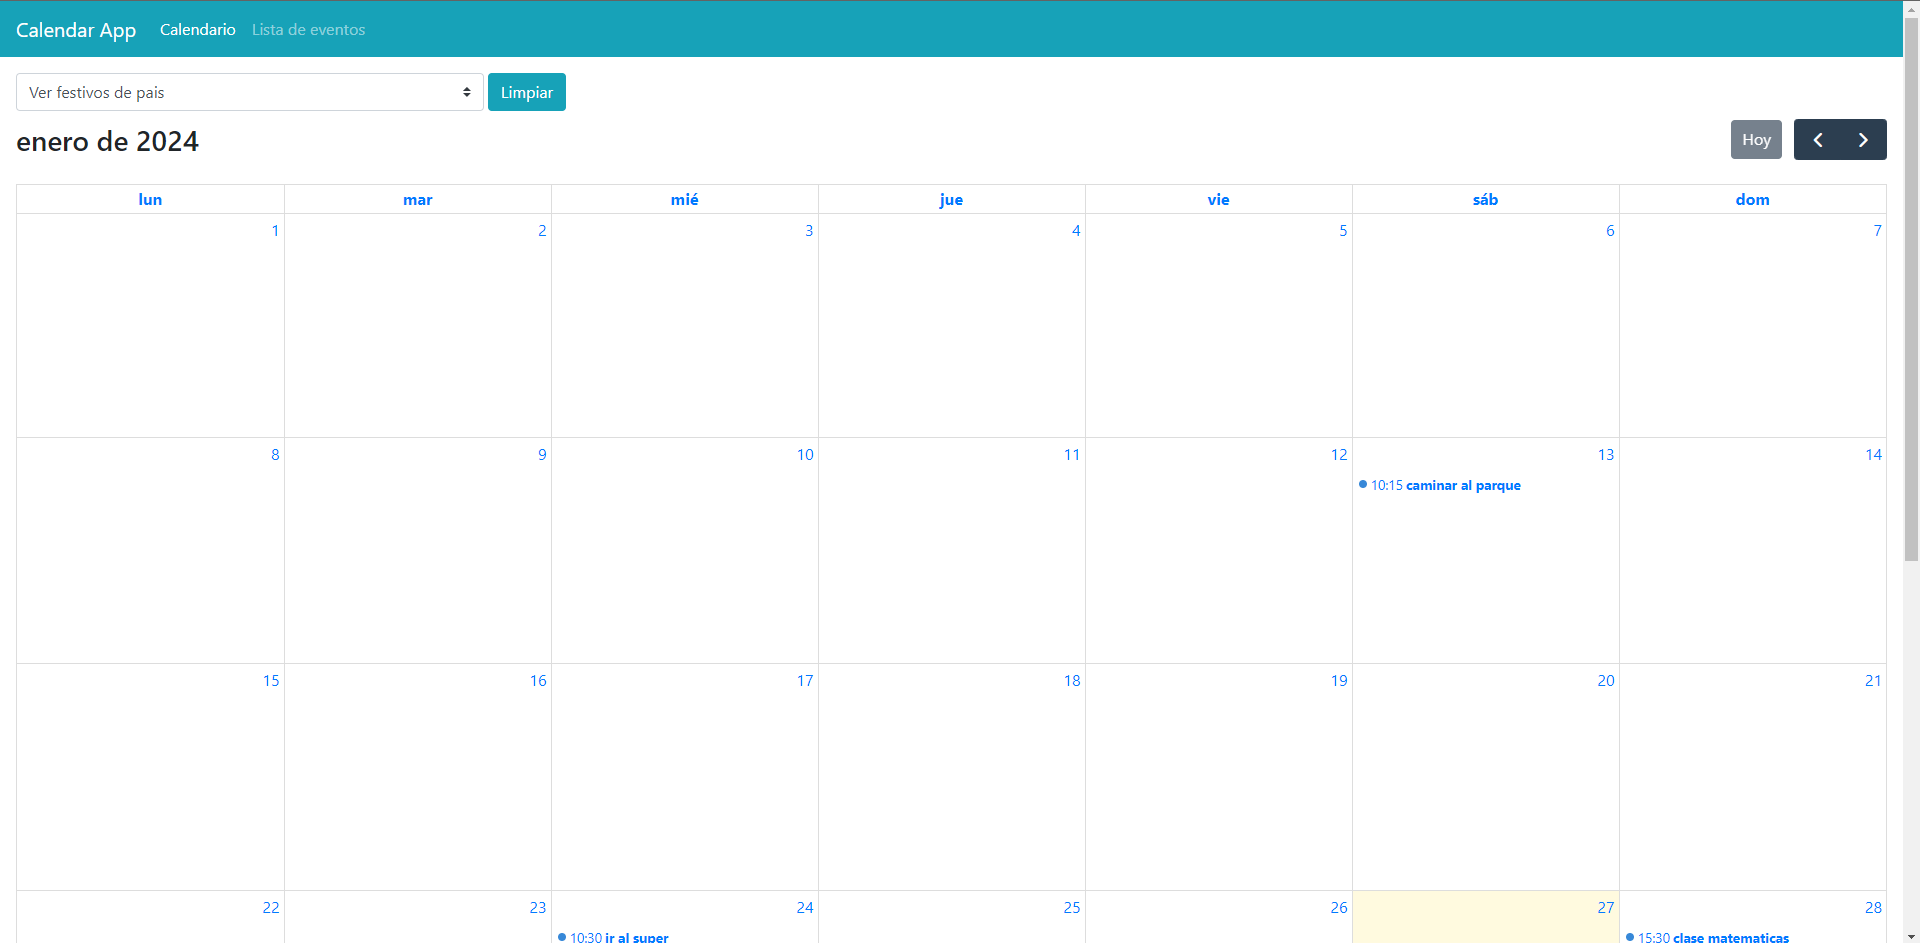 Calendar App Calendario Lista de eventos
Ver festivos de pais Limpiar
enero de 2024 Hoy
lun mar mié jue vie sáb dom
1 2 3 4 5 6 7
8 9 10 11 12 13 14
10:15 caminar al parque
15 16 17 18 19 20 21
22 23 24 25 26 27 28
10:30 ir al super 15:30 clase matematicas